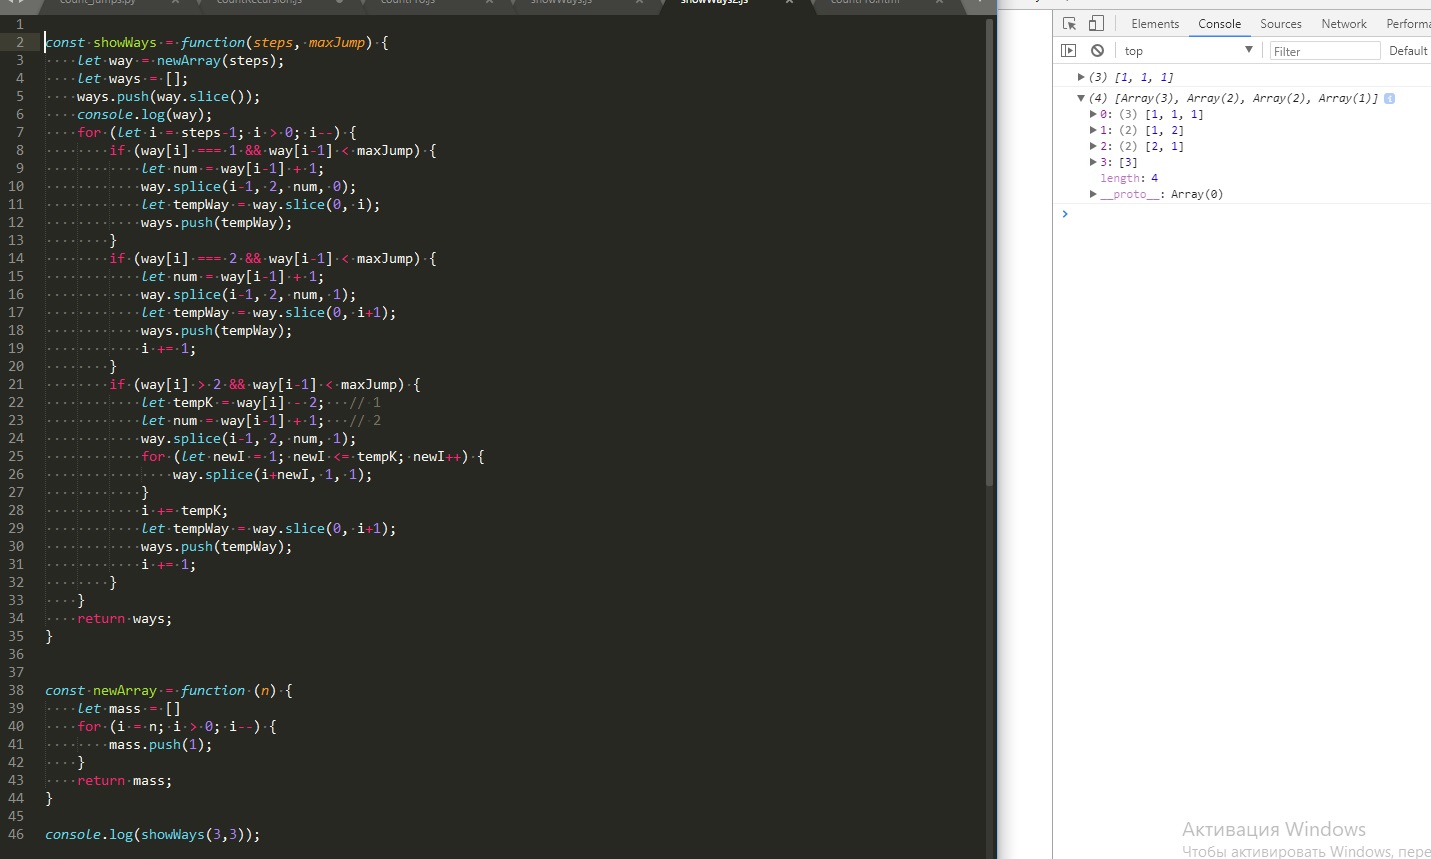 count_jumps.py × countRecursion.js countPro.js × showWays.js × showWays2.js × countPro.html ×
1
2 const showWays = function(steps, maxJump) {
3 let way = newArray(steps);
4 let ways = [];
5 ways.push(way.slice());
6 console.log(way);
7 for (let i = steps-1; i > 0; i--) {
8 if (way[i] === 1 && way[i-1] < maxJump) {
9 let num = way[i-1] + 1;
10 way.splice(i-1, 2, num, 0);
11 let tempWay = way.slice(0, i);
12 ways.push(tempWay);
13 }
14 if (way[i] === 2 && way[i-1] < maxJump) {
15 let num = way[i-1] + 1;
16 way.splice(i-1, 2, num, 1);
17 let tempWay = way.slice(0, i+1);
18 ways.push(tempWay);
19 i += 1;
20 }
21 if (way[i] > 2 && way[i-1] < maxJump) {
22 let tempK = way[i] - 2; // 1
23 let num = way[i-1] + 1; // 2
24 way.splice(i-1, 2, num, 1);
25 for (let newI = 1; newI <= tempK; newI++) {
26 way.splice(i+newI, 1, 1);
27 }
28 i += tempK;
29 let tempWay = way.slice(0, i+1);
30 ways.push(tempWay);
31 i += 1;
32 }
33 }
34 return ways;
35 }
36
37
38 const newArray = function (n) {
39 let mass = []
40 for (i = n; i > 0; i--) {
41 mass.push(1);
42 }
43 return mass;
44 }
45
46 console.log(showWays(3,3));
Elements Console Sources Network Performa
top Filter Default
(3) [1, 1, 1]
(4) [Array(3), Array(2), Array(2), Array(1)] i
0: (3) [1, 1, 1]
1: (2) [1, 2]
2: (2) [2, 1]
3: [3]
length: 4
__proto__: Array(0)
Активация Windows
Чтобы активировать Windows, пере